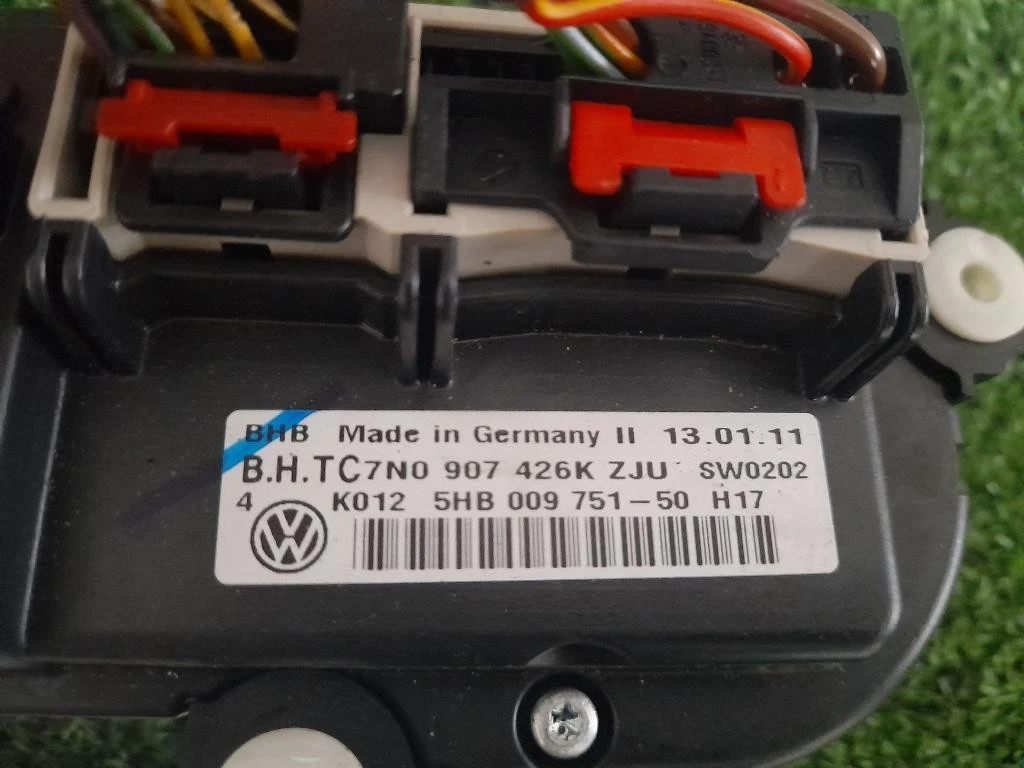 BHB Made in Germany II 13.01.11
B.H.TC7N0 907 426K ZJU SW0202
4 K012 5HB 009 751-50 H17